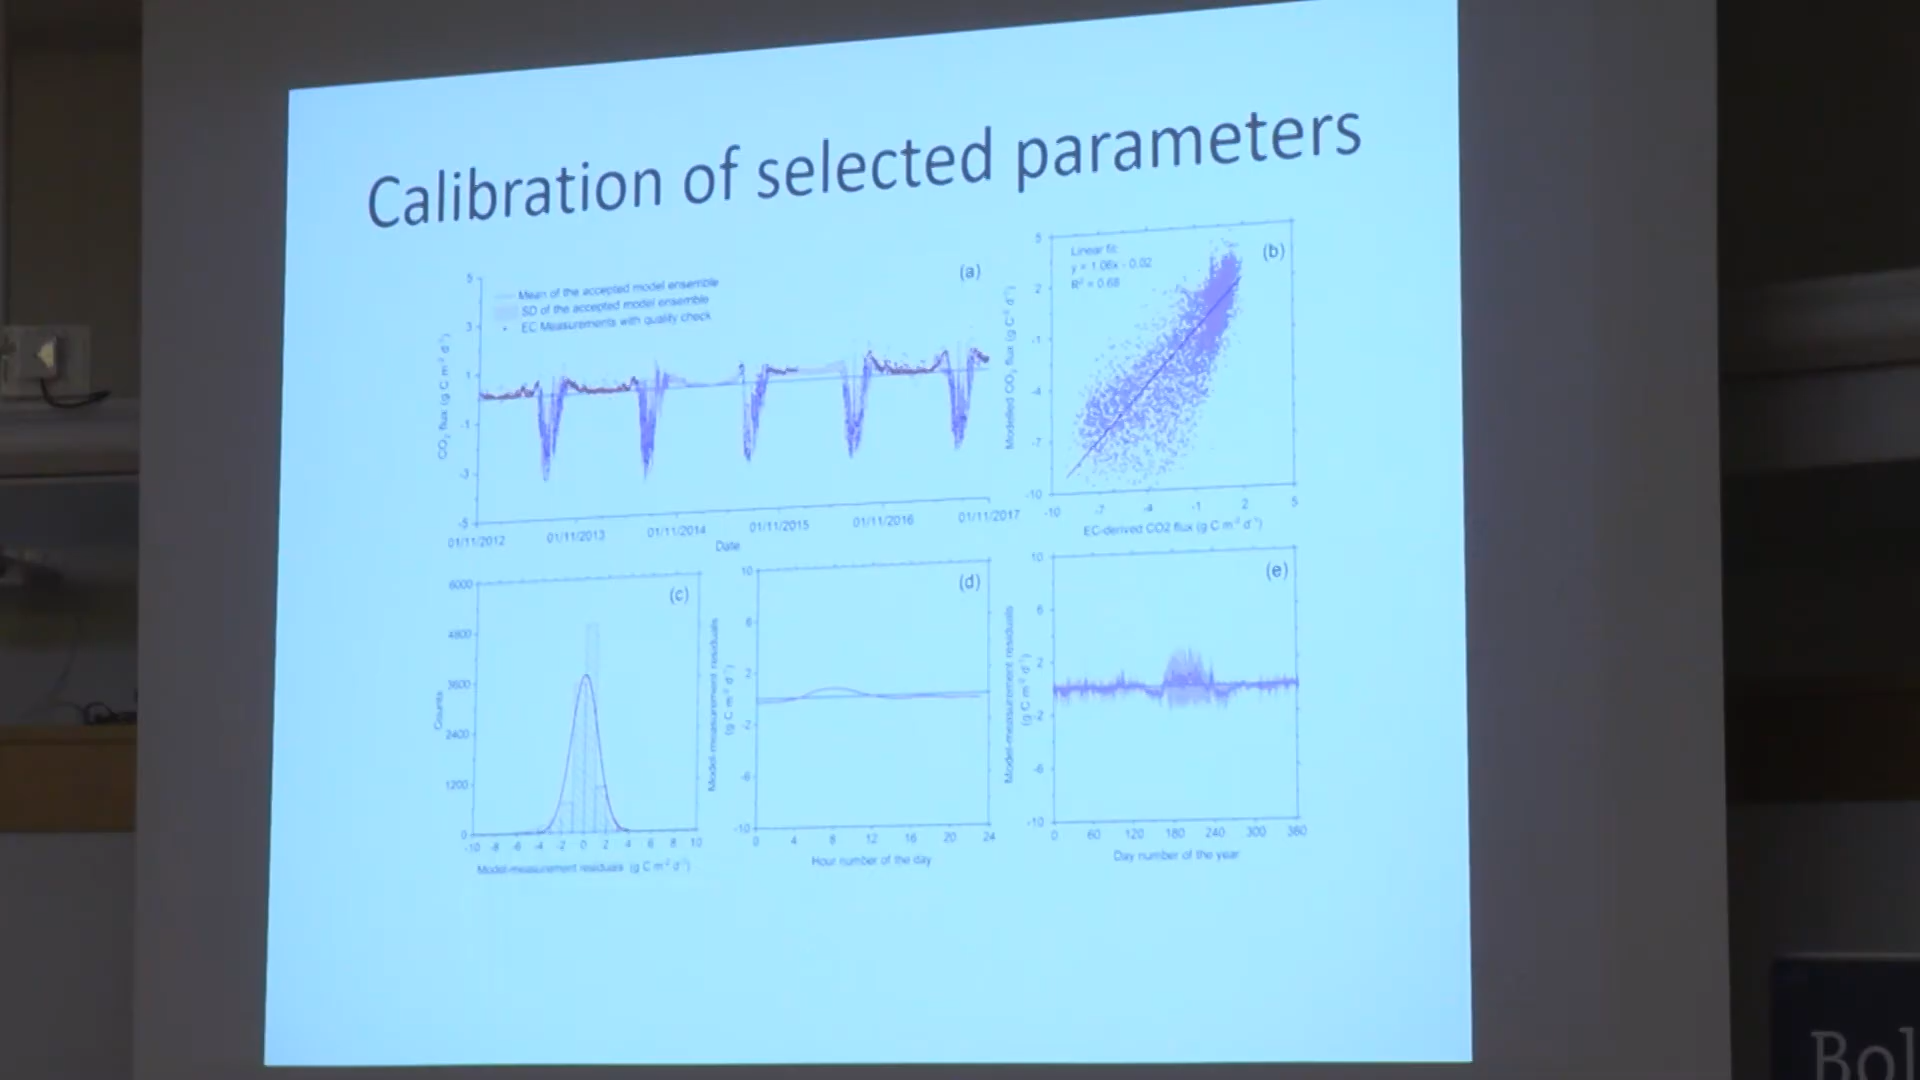 Calibration of selected parameters
(a)
Mean of the accepted model ensemble
SD of the accepted model ensemble
EC Measurements with quality check
CO₂ flux (g C m⁻² d⁻¹)
5
3
1
-1
-3
-5
01/11/2012
01/11/2013
01/11/2014
01/11/2015
01/11/2016
01/11/2017
Date
(b)
Linear fit:
y = 1.06x - 0.02
R² = 0.68
Modelled CO₂ flux (g C⁻² d⁻¹)
5
2
-1
-4
-7
-10
-10 -7 -4 -1 2 5
EC-derived CO2 flux (g C m⁻² d⁻¹)
(c)
Counts
6000
4800
3600
2400
1200
0
-10 -8 -6 -4 -2 0 2 4 6 8 10
Model-measurement residuals (g C m⁻² d⁻¹)
(d)
Model-measurement residuals
(g C m⁻² d⁻¹)
10
6
2
-2
-6
-10
0 4 8 12 16 20 24
Hour number of the day
(e)
Model-measurement residuals
(g C m⁻² d⁻¹)
10
6
2
-2
-6
-10
0 60 120 180 240 300 360
Day number of the year
Bol